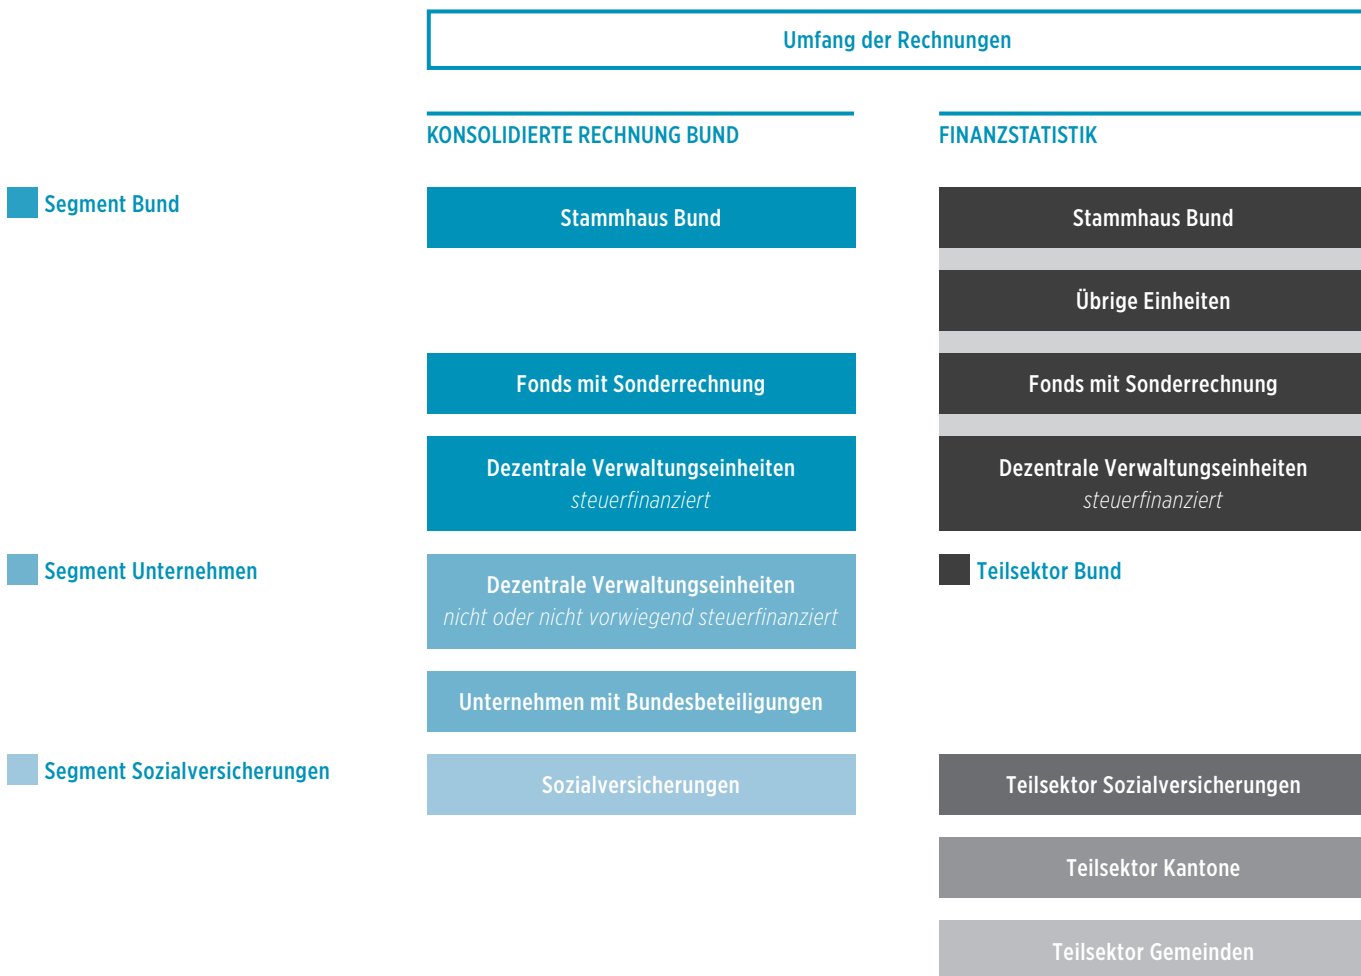 Umfang der Rechnungen
KONSOLIDIERTE RECHNUNG BUND
FINANZSTATISTIK
Segment Bund
Stammhaus Bund
Stammhaus Bund
Übrige Einheiten
Fonds mit Sonderrechnung
Fonds mit Sonderrechnung
Dezentrale Verwaltungseinheiten
steuerfinanziert
Dezentrale Verwaltungseinheiten
steuerfinanziert
Segment Unternehmen
Dezentrale Verwaltungseinheiten
nicht oder nicht vorwiegend steuerfinanziert
Teilsektor Bund
Unternehmen mit Bundesbeteiligungen
Segment Sozialversicherungen
Sozialversicherungen
Teilsektor Sozialversicherungen
Teilsektor Kantone
Teilsektor Gemeinden